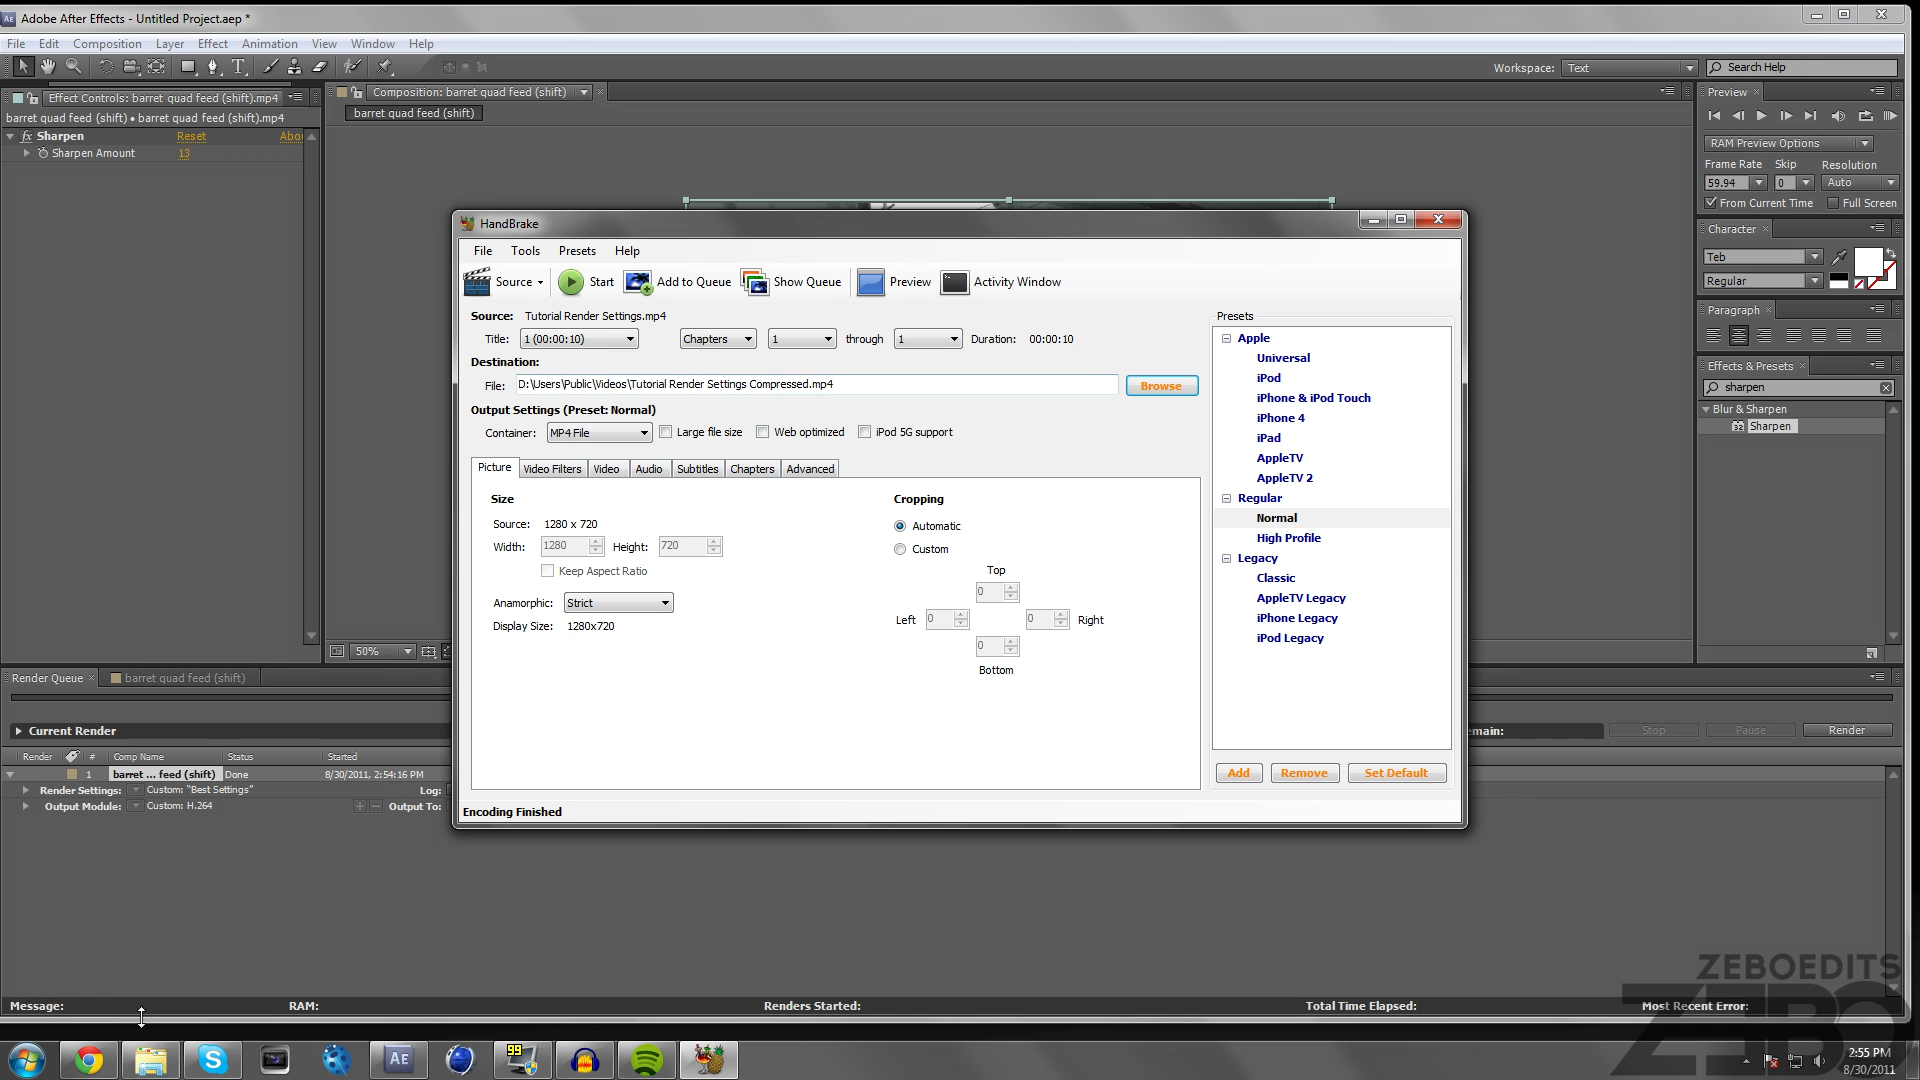 Adobe After Effects - Untitled Project.aep *
File Edit Composition Layer Effect Animation View Window Help
Workspace: Text Search Help
Effect Controls: barret quad feed (shift).mp4
barret quad feed (shift) • barret quad feed (shift).mp4
fx Sharpen Reset Abou
Sharpen Amount 13
Composition: barret quad feed (shift)
barret quad feed (shift)
50%
HandBrake
File Tools Presets Help
Source Start Add to Queue Show Queue Preview Activity Window
Source: Tutorial Render Settings.mp4
Title: 1 (00:00:10) Chapters 1 through 1 Duration: 00:00:10
Destination:
File: D:\Users\Public\Videos\Tutorial Render Settings Compressed.mp4 Browse
Output Settings (Preset: Normal)
Container: MP4 File Large file size Web optimized iPod 5G support
Picture Video Filters Video Audio Subtitles Chapters Advanced
Size
Source: 1280 x 720
Width: 1280 Height: 720
Keep Aspect Ratio
Anamorphic: Strict
Display Size: 1280x720
Cropping
Automatic
Custom
Top
0
Left 0 0 Right
0
Bottom
Presets
Apple
Universal
iPod
iPhone & iPod Touch
iPhone 4
iPad
AppleTV
AppleTV 2
Regular
Normal
High Profile
Legacy
Classic
AppleTV Legacy
iPhone Legacy
iPod Legacy
Add Remove Set Default
Encoding Finished
Preview
RAM Preview Options
Frame Rate Skip Resolution
59.94 0 Auto
From Current Time Full Screen
Character
Teb
Regular
Paragraph
Effects & Presets
sharpen
Blur & Sharpen
32 Sharpen
Render Queue barret quad feed (shift)
Current Render emain: Stop Pause Render
Render # Comp Name Status Started
1 barret ... feed (shift) Done 8/30/2011, 2:54:16 PM
Render Settings: Custom: "Best Settings" Log:
Output Module: Custom: H.264 Output To:
Message: RAM: Renders Started: Total Time Elapsed: Most Recent Error:
ZEBOEDITS
ZEBO
AE
99
2:55 PM
8/30/2011